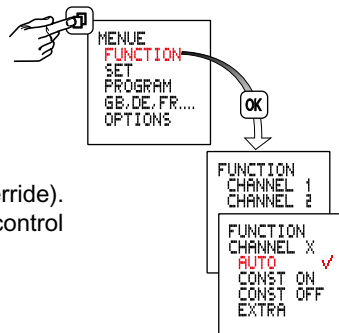 MENUE
FUNCTION
SET
PROGRAM
GB,DE,FR....
OPTIONS
OK
rride).
control
FUNCTION
CHANNEL 1
CHANNEL 2
FUNCTION
CHANNEL X
AUTO ✓
CONST ON
CONST OFF
EXTRA